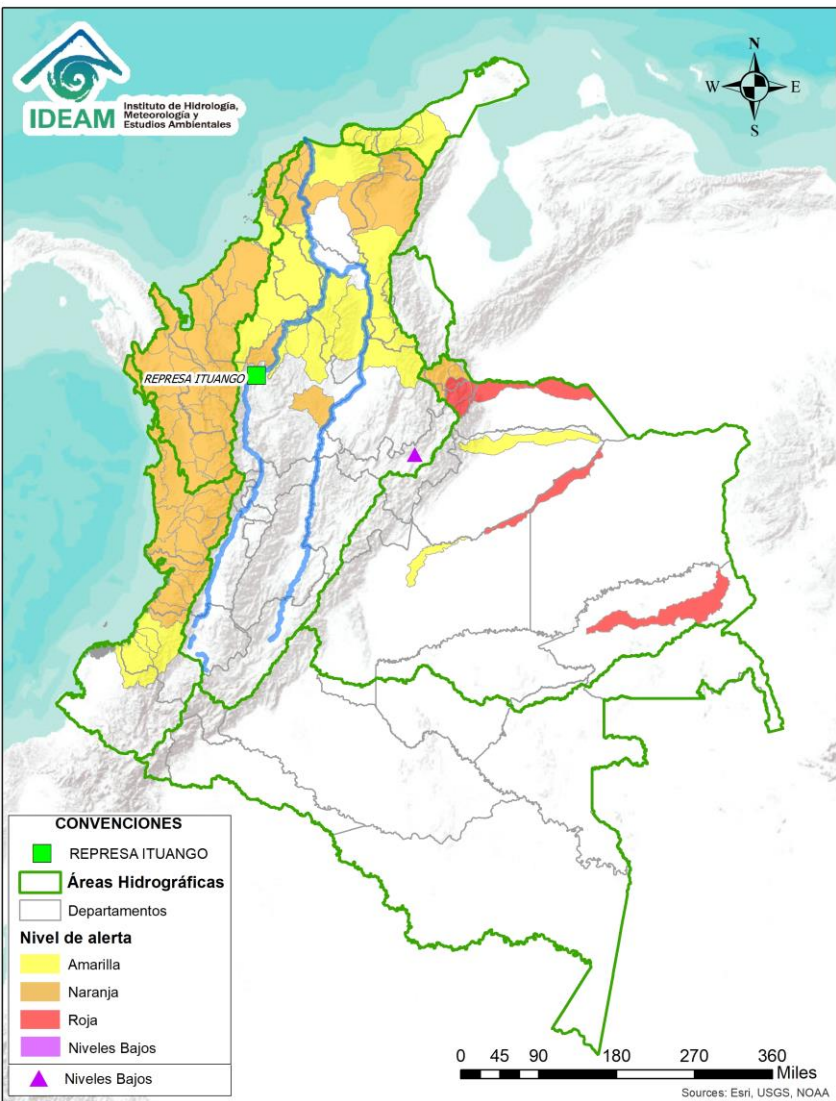 IDEAM
Instituto de Hidrología,
Meteorología y
Estudios Ambientales
N
W
E
S
REPRESA ITUANGO
CONVENCIONES
REPRESA ITUANGO
Áreas Hidrográficas
Departamentos
Nivel de alerta
Amarilla
Naranja
Roja
Niveles Bajos
Niveles Bajos
0 45 90 180 270 360
Miles
Sources: Esri, USGS, NOAA